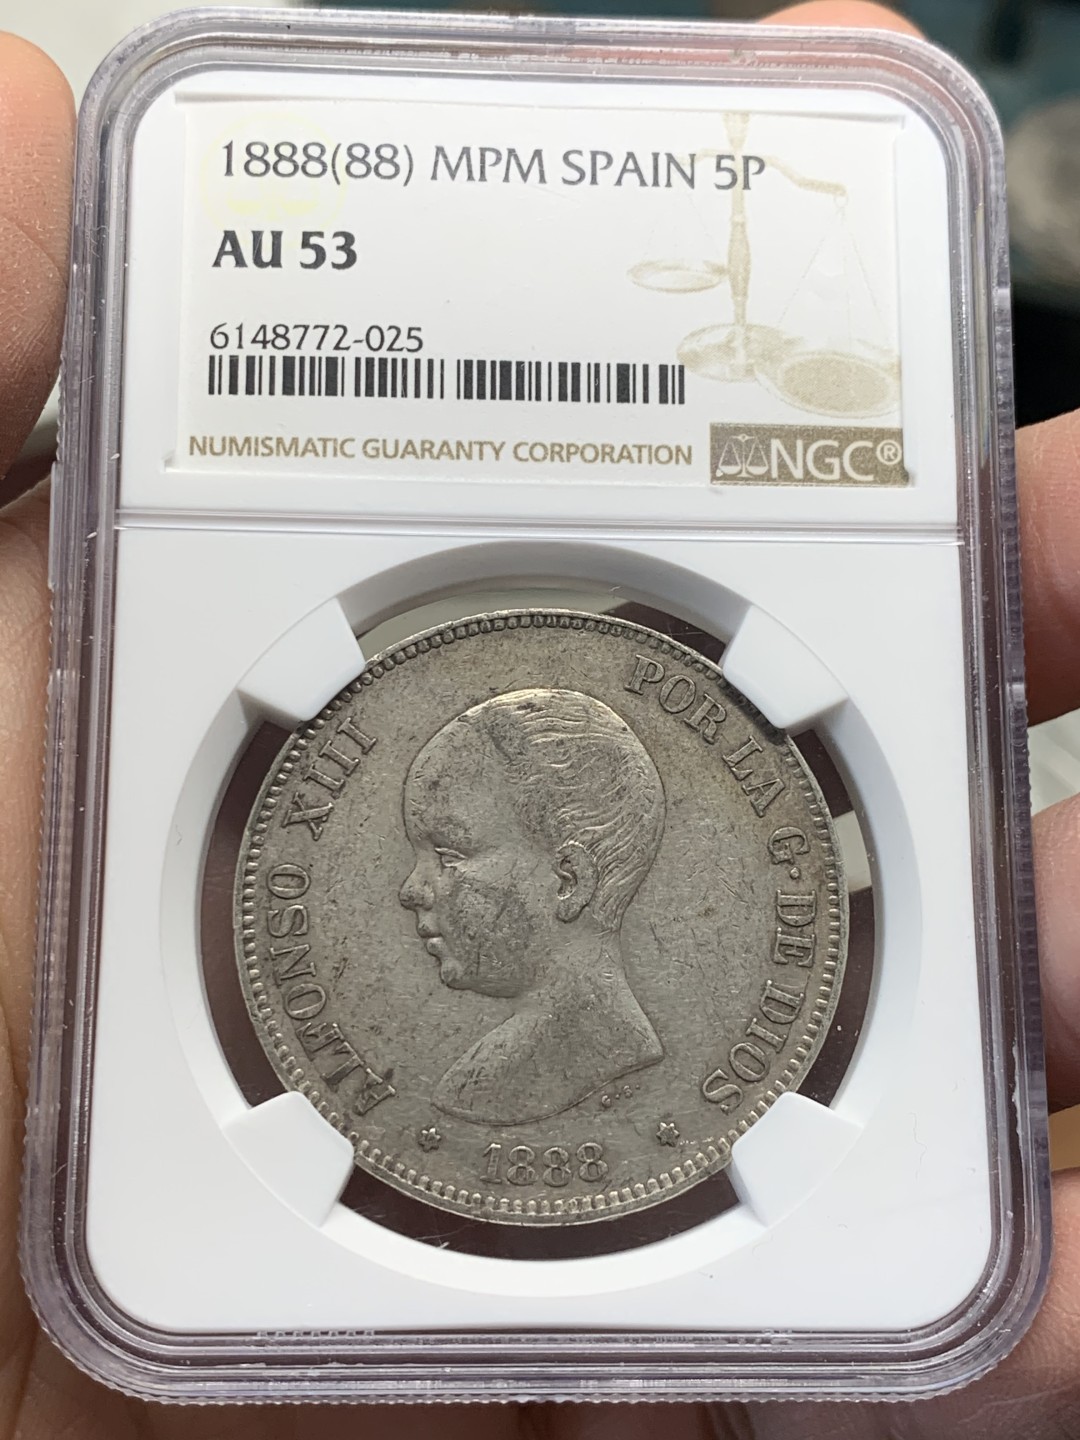 1888(88) MPM SPAIN 5P
AU 53
6148772-025
NUMISMATIC GUARANTY CORPORATION NGC®
ALFONSO XIII POR LA G. DE DIOS
G.S.
1888